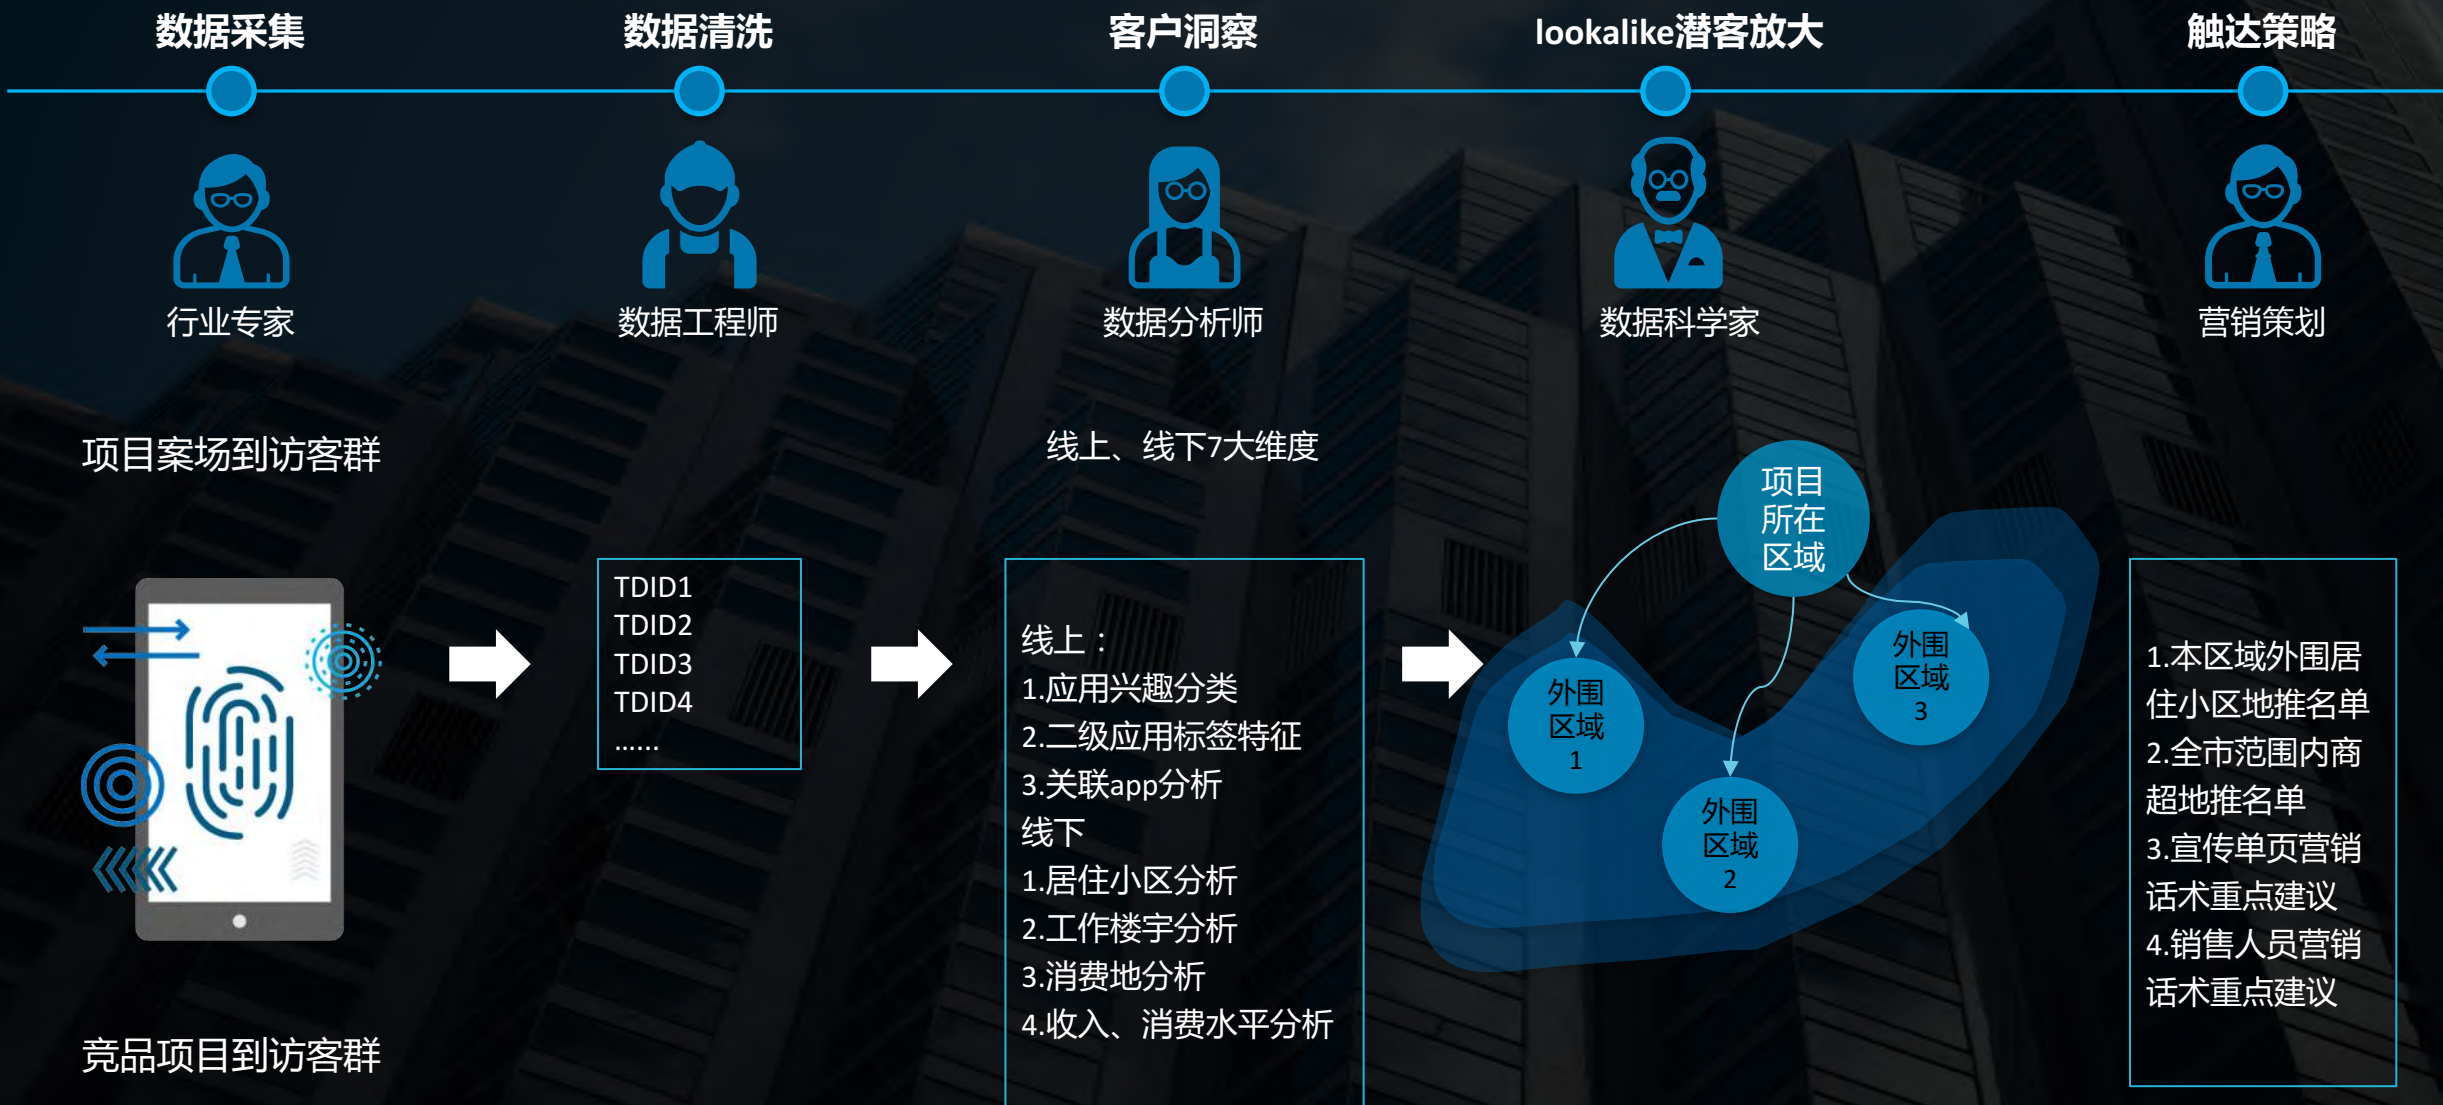 数据采集
数据清洗
客户洞察
lookalike潜客放大
触达策略
行业专家
数据工程师
数据分析师
数据科学家
营销策划
项目案场到访客群
竞品项目到访客群
TDID1
TDID2
TDID3
TDID4
......
线上、线下7大维度
线上：
1.应用兴趣分类
2.二级应用标签特征
3.关联app分析
线下
1.居住小区分析
2.工作楼宇分析
3.消费地分析
4.收入、消费水平分析
项目
所在
区域
外围
区域
1
外围
区域
2
外围
区域
3
1.本区域外围居
住小区地推名单
2.全市范围内商
超地推名单
3.宣传单页营销
话术重点建议
4.销售人员营销
话术重点建议